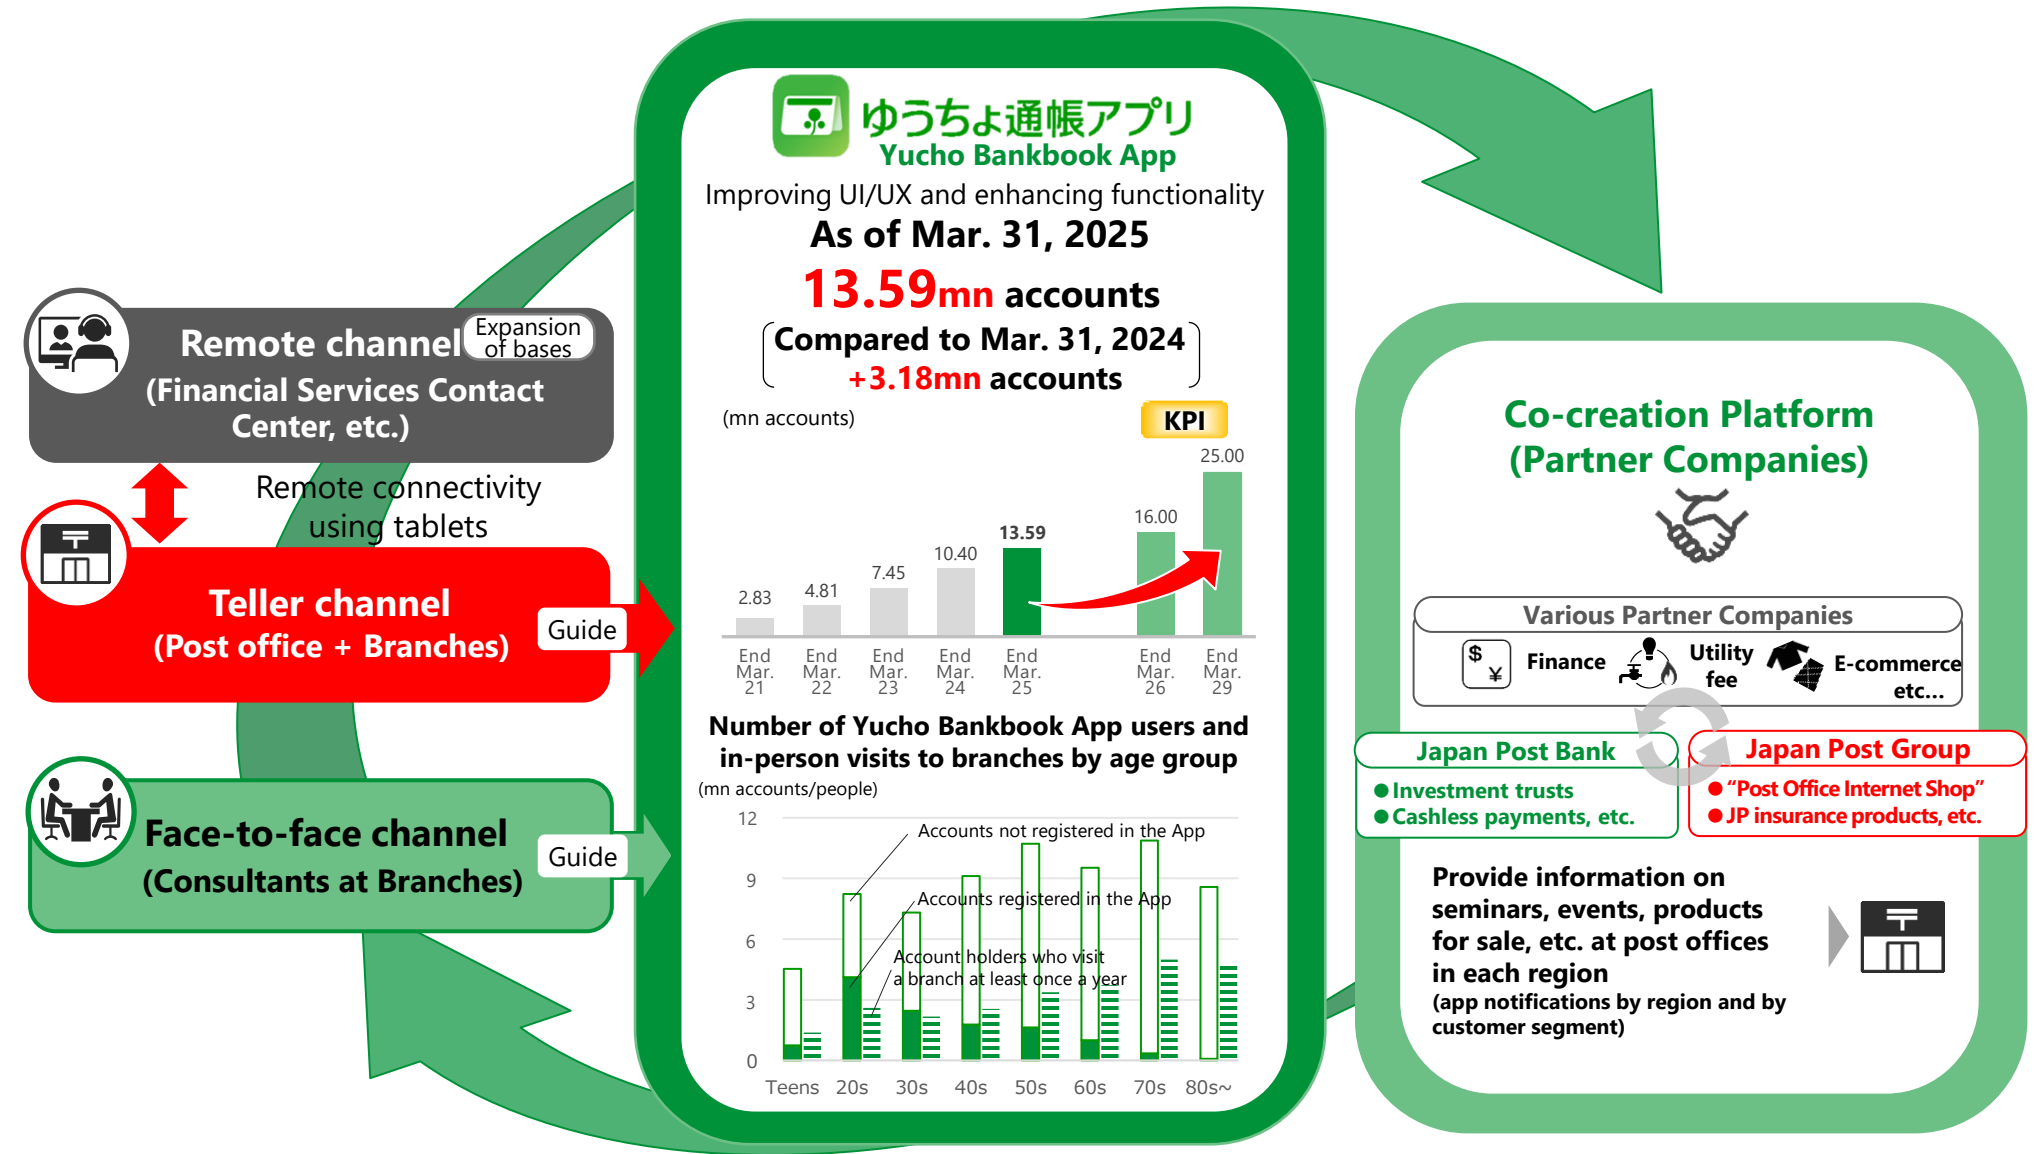 ゆうちょ通帳アプリ
Yucho Bankbook App
Improving UI/UX and enhancing functionality
As of Mar. 31, 2025
13.59mn accounts
Compared to Mar. 31, 2024
+3.18mn accounts
(mn accounts)
KPI
2.83
4.81
7.45
10.40
13.59
16.00
25.00
End Mar. 21
End Mar. 22
End Mar. 23
End Mar. 24
End Mar. 25
End Mar. 26
End Mar. 29
Number of Yucho Bankbook App users and
in-person visits to branches by age group
(mn accounts/people)
12
9
6
3
0
Accounts not registered in the App
Accounts registered in the App
Account holders who visit
a branch at least once a year
Teens 20s 30s 40s 50s 60s 70s 80s~
Remote channel
Expansion
of bases
(Financial Services Contact
Center, etc.)
Remote connectivity
using tablets
〒
Teller channel
(Post office + Branches)
Guide
Face-to-face channel
(Consultants at Branches)
Guide
Co-creation Platform
(Partner Companies)
Various Partner Companies
$
¥
Finance
Utility
fee
E-commerce
etc...
Japan Post Bank
●Investment trusts
●Cashless payments, etc.
Japan Post Group
●“Post Office Internet Shop”
●JP insurance products, etc.
Provide information on
seminars, events, products
for sale, etc. at post offices
in each region
(app notifications by region and by
customer segment)
〒